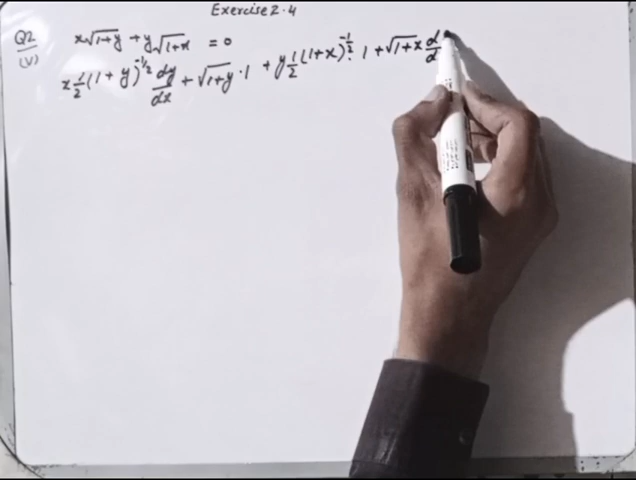 Exercise 2.4
Q2 x√1+y + y√1+x = 0
(V) x 1/2 (1+y)^-1/2 dy/dx + √1+y · 1 + y 1/2 (1+x)^-1/2 · 1 + √1+x d/d